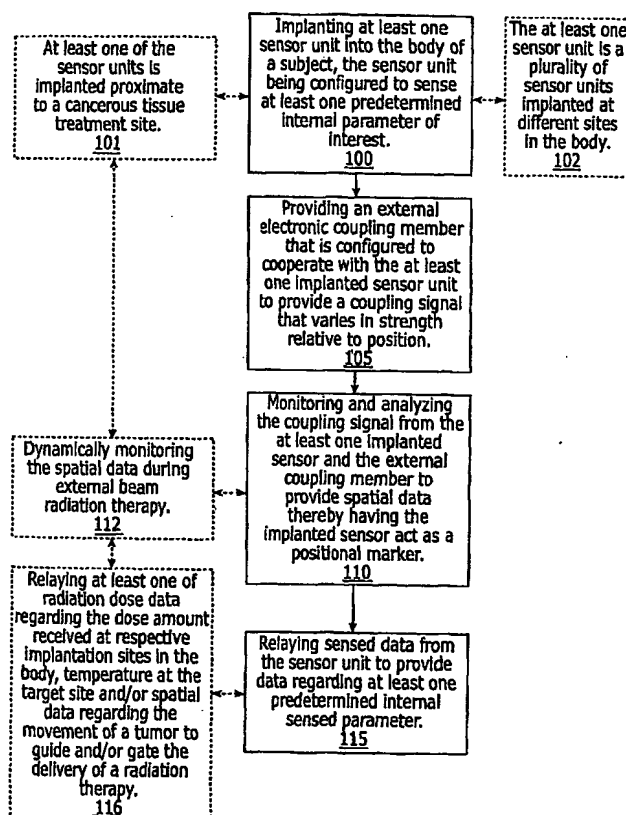 At least one of the
sensor units is
implanted proximate
to a cancerous tissue
treatment site.
101
Implanting at least one
sensor unit into the body of
a subject, the sensor unit
being configured to sense
at least one predetermined
internal parameter of
interest.
100
The at least one
sensor unit is a
plurality of
sensor units
implanted at
different sites
in the body.
102
Providing an external
electronic coupling member
that is configured to
cooperate with the at least
one implanted sensor unit
to provide a coupling signal
that varies in strength
relative to position.
105
Monitoring and analyzing
the coupling signal from the
at least one implanted
sensor and the external
coupling member to
provide spatial data
thereby having the
implanted sensor act as a
positional marker.
110
Dynamically monitoring
the spatial data during
external beam
radiation therapy.
112
Relaying at least one of
radiation dose data
regarding the dose amount
received at respective
implantation sites in the
body, temperature at the
target site and/or spatial
data regarding the
movement of a tumor to
guide and/or gate the
delivery of a radiation
therapy.
116
Relaying sensed data from
the sensor unit to provide
data regarding at least one
predetermined internal
sensed parameter.
115